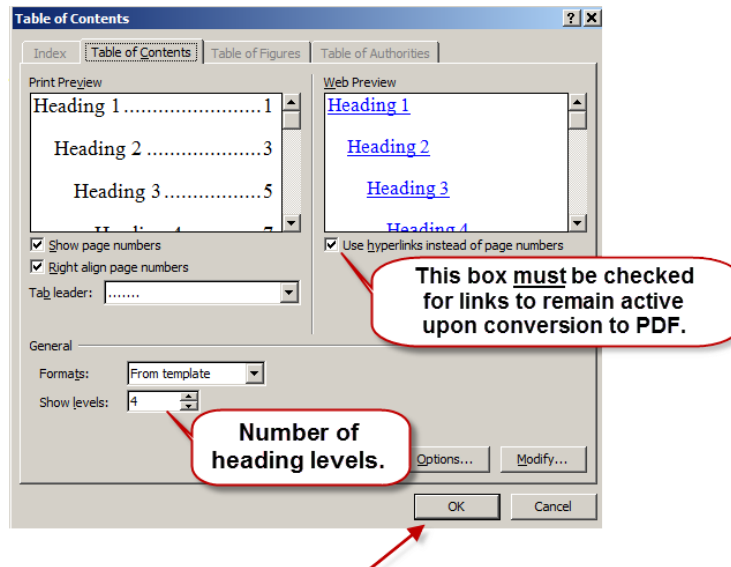 Table of Contents
Index Table of Contents Table of Figures Table of Authorities
Print Preview
Heading 1........................1
Heading 2.....................3
Heading 3..................5
Web Preview
Heading 1
Heading 2
Heading 3
Heading 4
Show page numbers
Right align page numbers
Tab leader: .......
Use hyperlinks instead of page numbers
This box must be checked
for links to remain active
upon conversion to PDF.
General
Formats: From template
Show levels: 4
Number of
heading levels.
Options... Modify...
OK Cancel